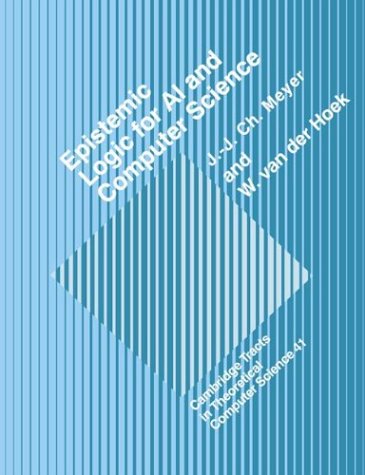 Epistemic
Logic for AI and
Computer Science
J.-J. Ch. Meyer
and
W. van der Hoek
Cambridge Tracts
in Theoretical
Computer Science 41